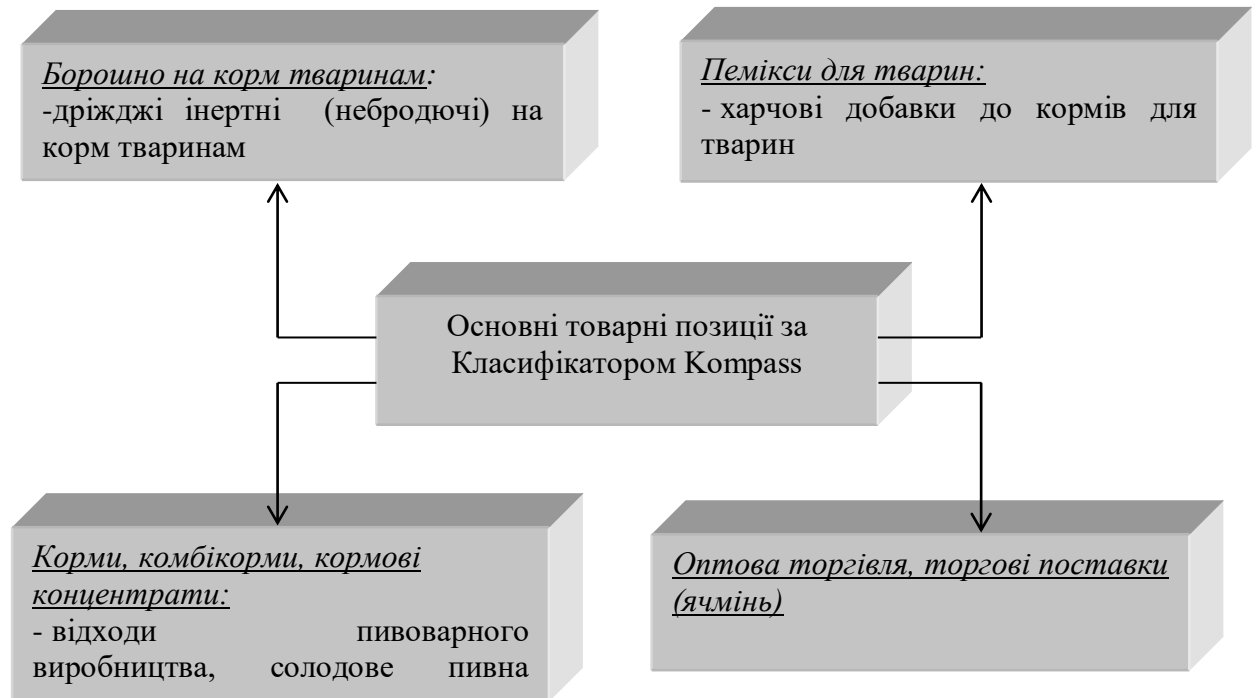 Борошно на корм тваринам:
-дріжджі інертні (небродючі) на
корм тваринам
Пемікси для тварин:
- харчові добавки до кормів для
тварин
Основні товарні позиції за
Класифікатором Kompass
Корми, комбікорми, кормові
концентрати:
- відходи пивоварного
виробництва, солодове пивна
Оптова торгівля, торгові поставки
(ячмінь)